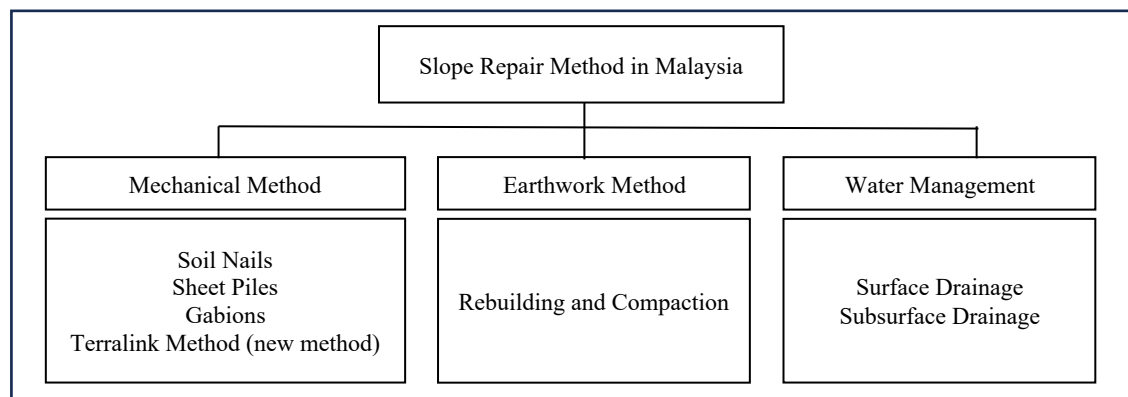 Slope Repair Method in Malaysia
Mechanical Method
Soil Nails
Sheet Piles
Gabions
Terralink Method (new method)
Earthwork Method
Rebuilding and Compaction
Water Management
Surface Drainage
Subsurface Drainage